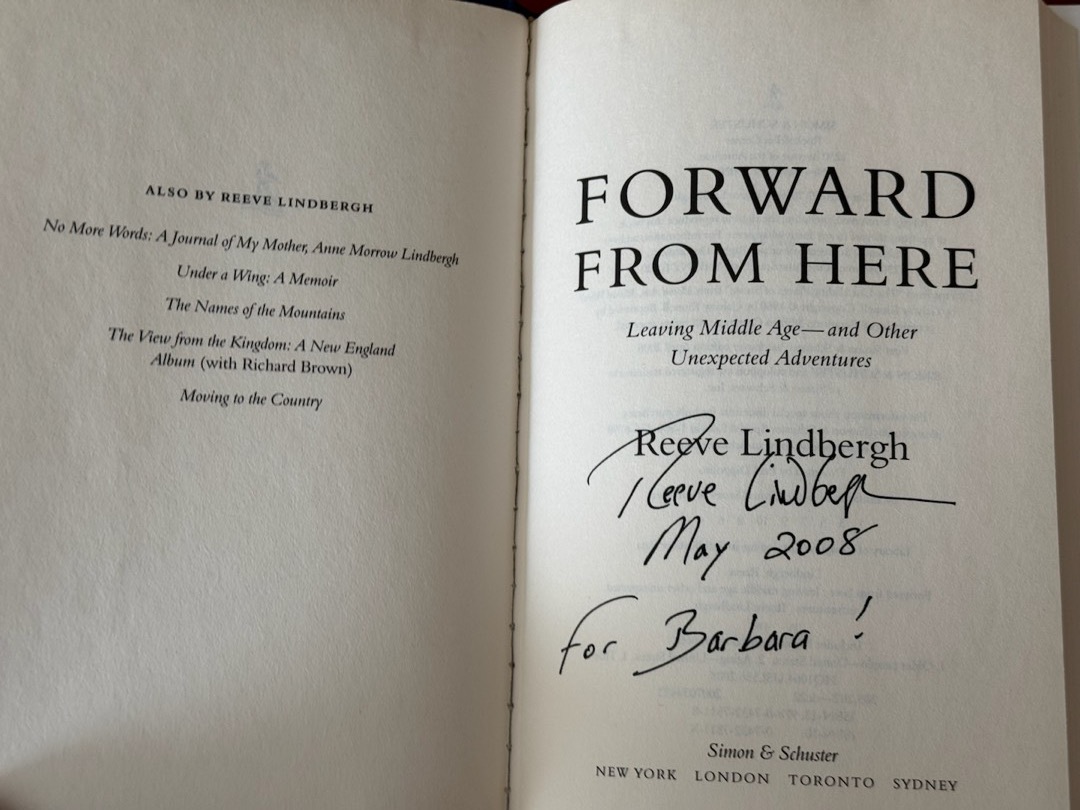 ALSO BY REEVE LINDBERGH
No More Words: A Journal of My Mother, Anne Morrow Lindbergh
Under a Wing: A Memoir
The Names of the Mountains
The View from the Kingdom: A New England
Album (with Richard Brown)
Moving to the Country
FORWARD
FROM HERE
Leaving Middle Age—and Other
Unexpected Adventures
Reeve Lindbergh
Reeve Lindbergh
May 2008
For Barbara!
Simon & Schuster
NEW YORK LONDON TORONTO SYDNEY